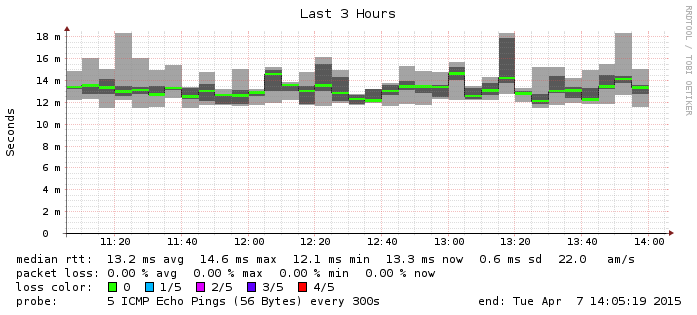 Last 3 Hours
RRDTOOL / TOBI OETIKER
Seconds
18 m
16 m
14 m
12 m
10 m
8 m
6 m
4 m
2 m
0
11:20 11:40 12:00 12:20 12:40 13:00 13:20 13:40 14:00
median rtt: 13.2 ms avg 14.6 ms max 12.1 ms min 13.3 ms now 0.6 ms sd 22.0 am/s
packet loss: 0.00 % avg 0.00 % max 0.00 % min 0.00 % now
loss color: 0 1/5 2/5 3/5 4/5
probe: 5 ICMP Echo Pings (56 Bytes) every 300s end: Tue Apr 7 14:05:19 2015